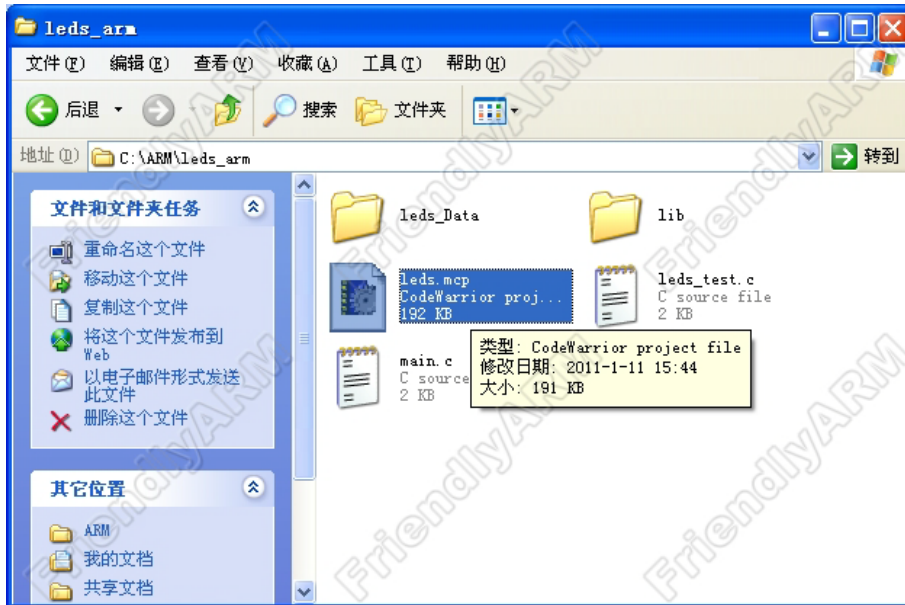 leds_arm
文件(F) 编辑(E) 查看(V) 收藏(A) 工具(T) 帮助(H)
后退 搜索 文件夹
地址(D) C:\ARM\leds_arm 转到
文件和文件夹任务
重命名这个文件
移动这个文件
复制这个文件
将这个文件发布到
Web
以电子邮件形式发送
此文件
删除这个文件
其它位置
ARM
我的文档
共享文档
leds_Data
lib
leds.mcp
CodeWarrior proj...
192 KB
leds_test.c
C source file
2 KB
main.c
C source
2 KB
类型: CodeWarrior project file
修改日期: 2011-1-11 15:44
大小: 191 KB
FriendlyARM